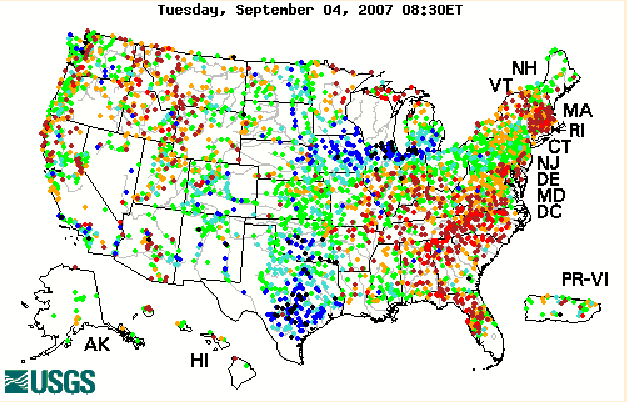 Tuesday, September 04, 2007 08:30ET
NH
VT
MA
RI
CT
NJ
DE
MD
DC
PR-VI
AK
HI
USGS